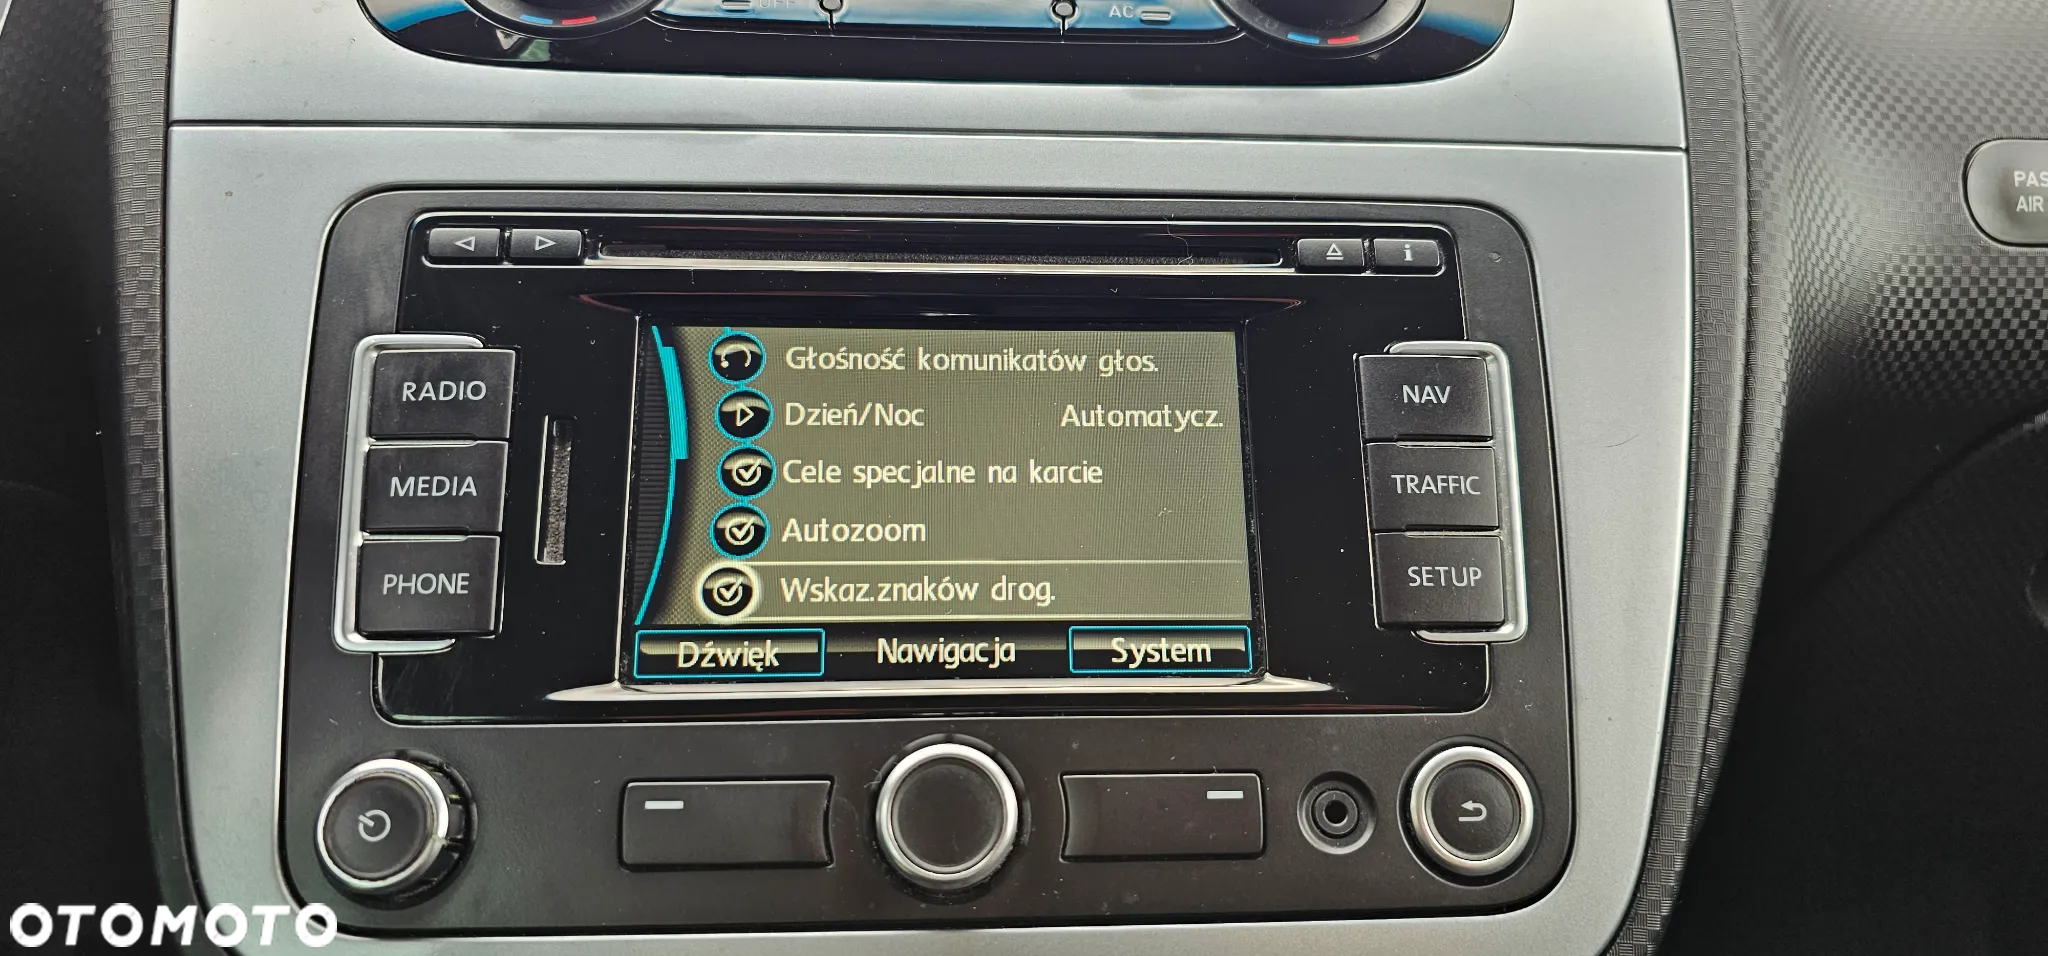 OFF
AC
PAS
AIR
RADIO
MEDIA
PHONE
NAV
TRAFFIC
SETUP
i
Głośność komunikatów głos.
Dzień/Noc Automatycz.
Cele specjalne na karcie
Autozoom
Wskaz.znaków drog.
Dźwięk Nawigacja System
OTOMOTO